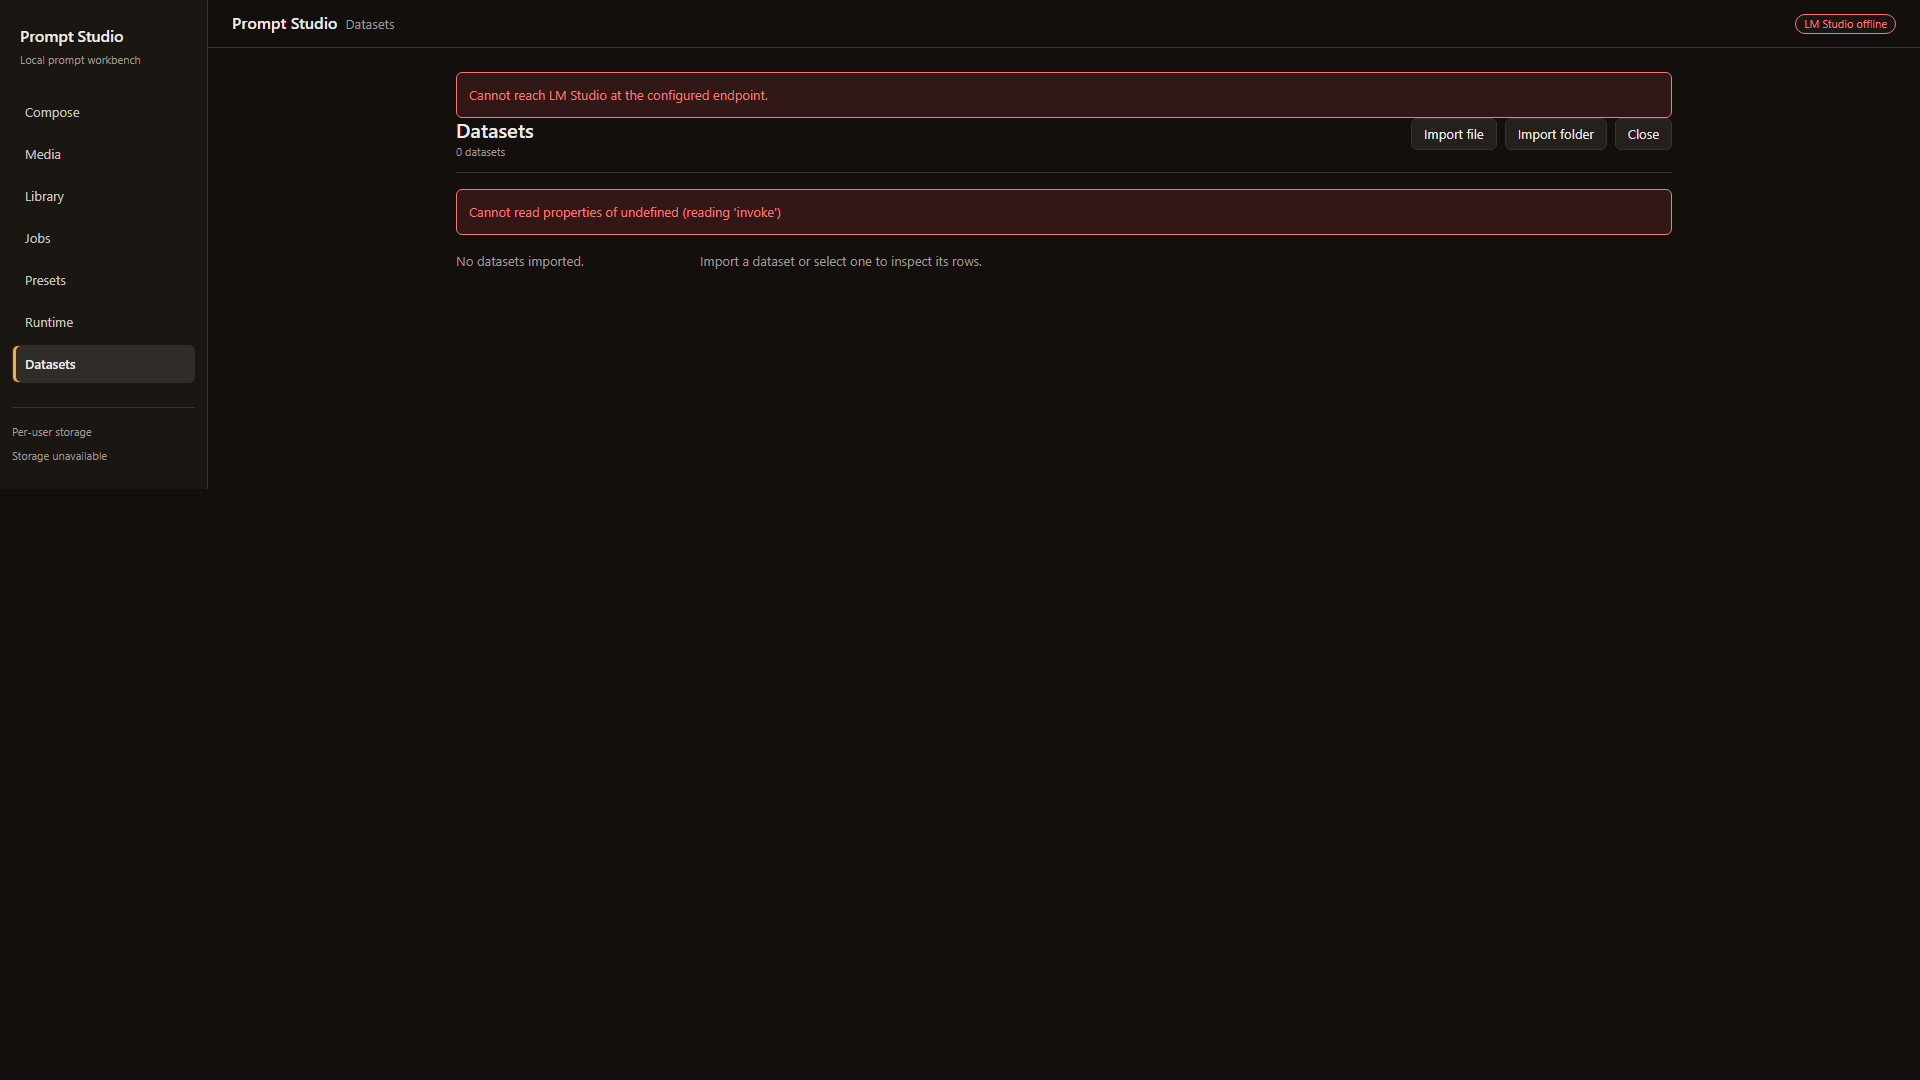 Prompt Studio
Local prompt workbench
Compose
Media
Library
Jobs
Presets
Runtime
Datasets
Per-user storage
Storage unavailable
Prompt Studio Datasets
LM Studio offline
Cannot reach LM Studio at the configured endpoint.
Datasets
0 datasets
Import file
Import folder
Close
Cannot read properties of undefined (reading 'invoke')
No datasets imported.
Import a dataset or select one to inspect its rows.